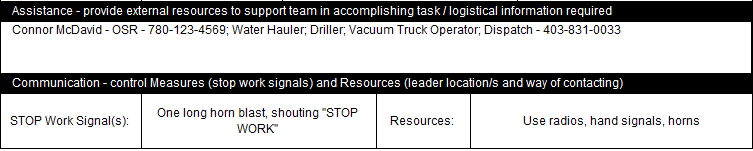 Assistance - provide external resources to support team in accomplishing task / logistical information required
Connor McDavid - OSR - 780-123-4569; Water Hauler; Driller; Vacuum Truck Operator; Dispatch - 403-831-0033
Communication - control Measures (stop work signals) and Resources (leader location/s and way of contacting)
STOP Work Signal(s):
One long horn blast, shouting "STOP
WORK"
Resources:
Use radios, hand signals, horns